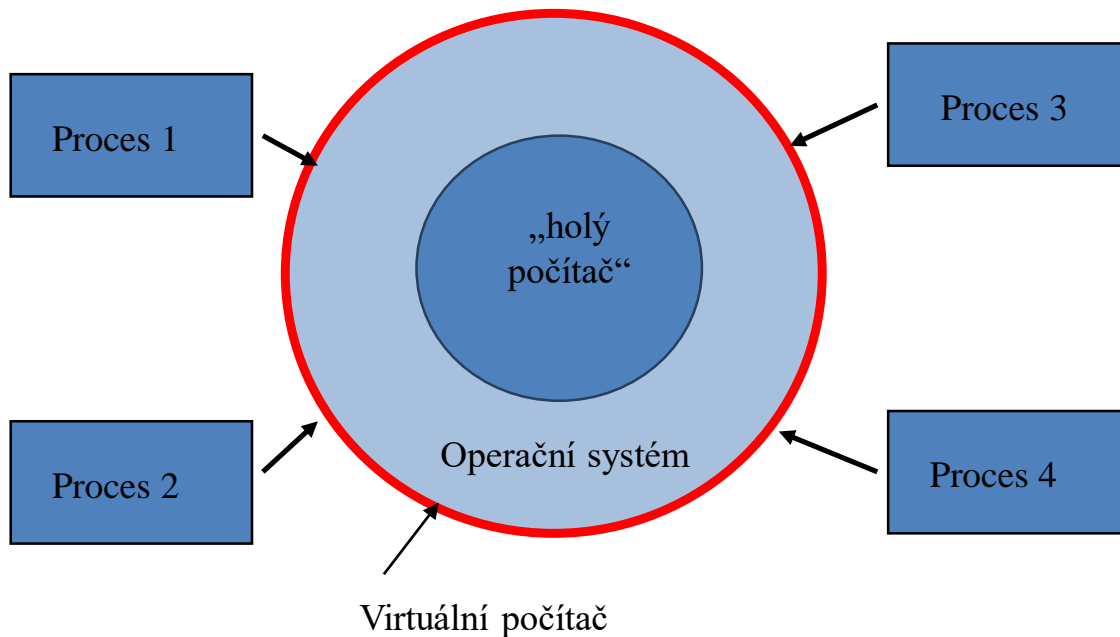 Proces 1
Proces 3
„holý
počítač“
Operační systém
Proces 2
Proces 4
Virtuální počítač